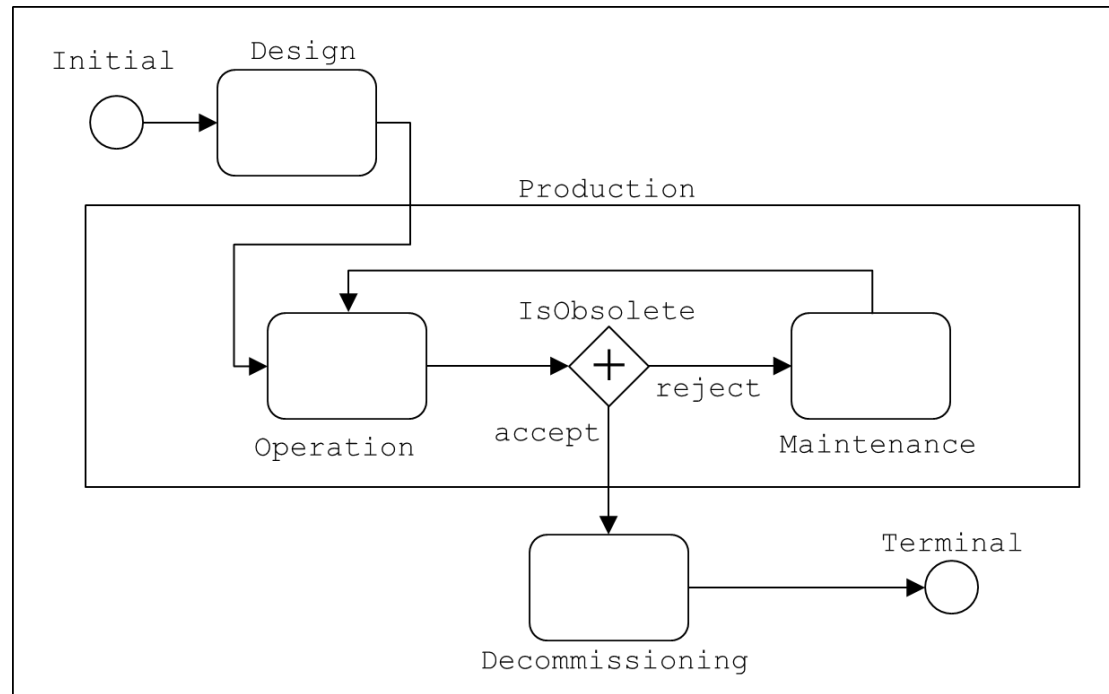 Initial
Design
Production
IsObsolete
reject
accept
Operation
Maintenance
Terminal
Decommissioning